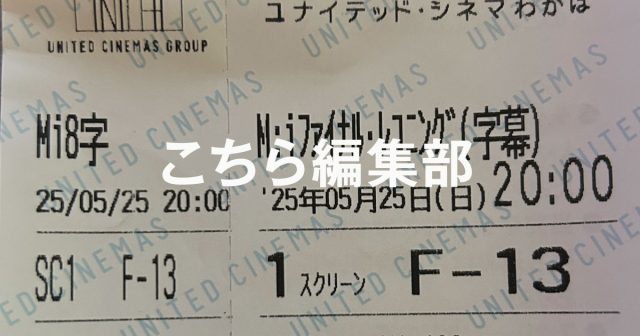 UNITED CINEMAS GROUP
ユナイテッド・シネマわかば
Mi8字
M:iファイナル・レコニング(字幕)
こちら編集部
25/05/25 20:00
'25年05月25日(日)20:00
SC1 F-13
1スクリーン F-13
UNITED CINEMAS